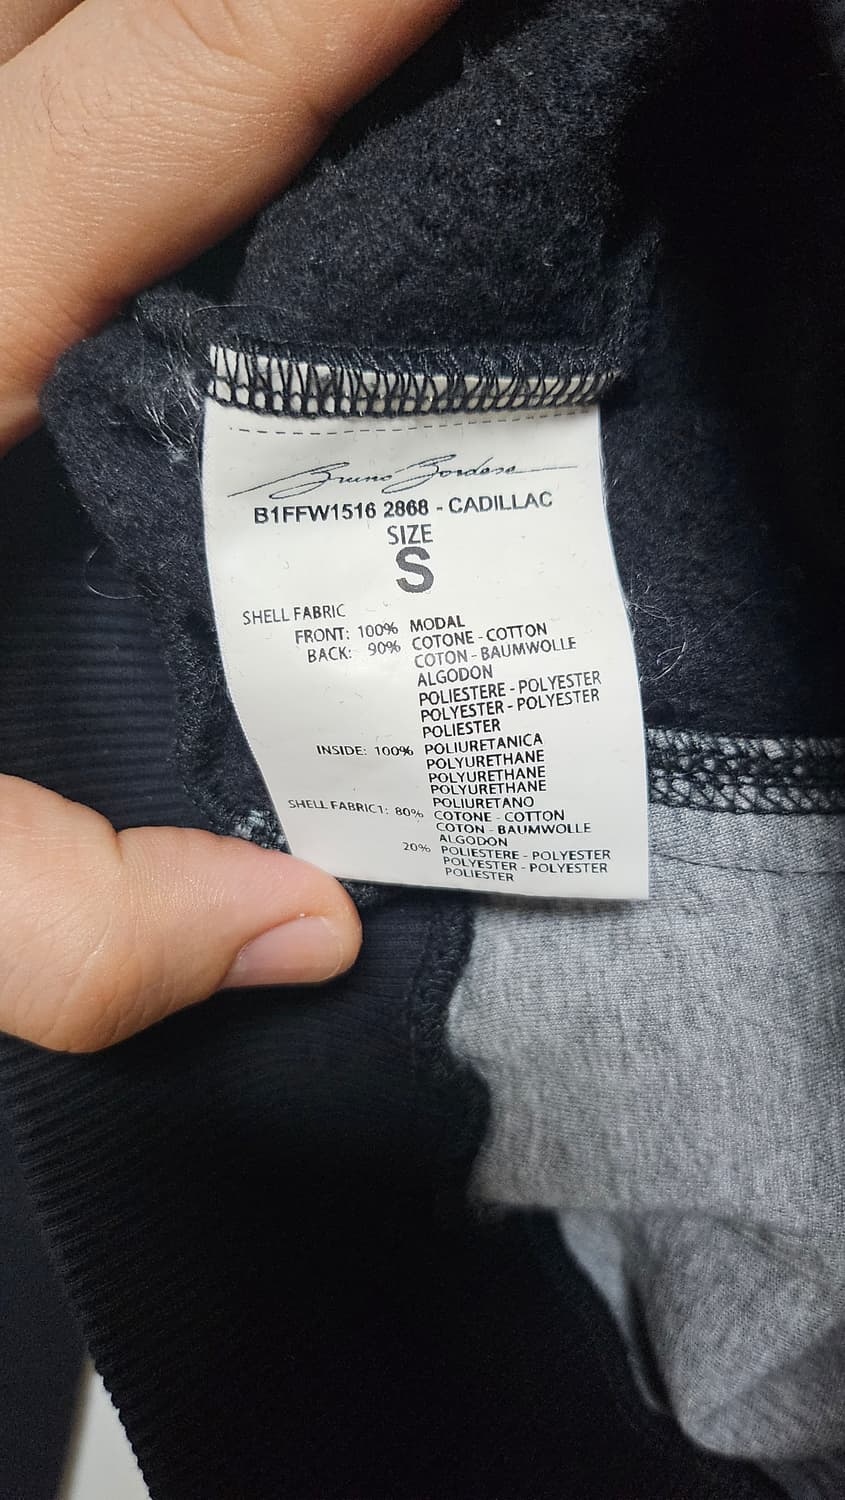 Bruno Bordese
B1FFW1516 2868 - CADILLAC
SIZE
S
SHELL FABRIC
FRONT: 100% MODAL
BACK: 90% COTONE - COTTON
COTON - BAUMWOLLE
ALGODON
POLIESTERE - POLYESTER
POLYESTER - POLYESTER
POLIESTER
INSIDE: 100% POLIURETANICA
POLYURETHANE
POLYURETHANE
POLYURETHANE
POLIURETANO
SHELL FABRIC1: 80% COTONE - COTTON
COTON - BAUMWOLLE
ALGODON
20% POLIESTERE - POLYESTER
POLYESTER - POLYESTER
POLIESTER